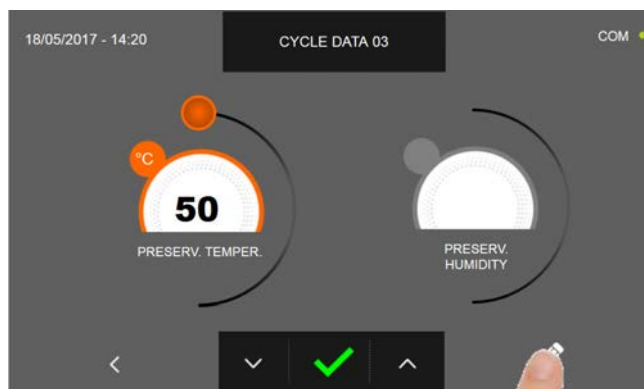 18/05/2017 - 14:20
CYCLE DATA 03
COM
°C
50
PRESERV. TEMPER.
PRESERV.
HUMIDITY